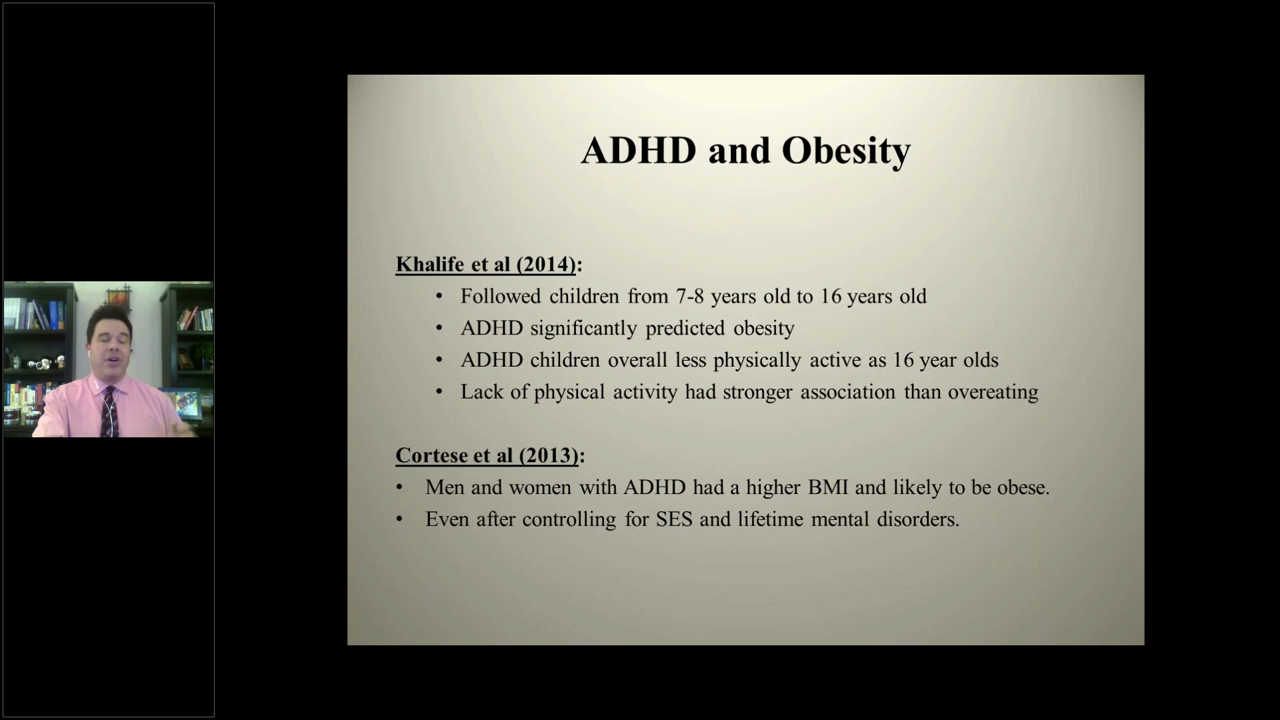 ADHD and Obesity
Khalife et al (2014):
• Followed children from 7-8 years old to 16 years old
• ADHD significantly predicted obesity
• ADHD children overall less physically active as 16 year olds
• Lack of physical activity had stronger association than overeating
Cortese et al (2013):
• Men and women with ADHD had a higher BMI and likely to be obese.
• Even after controlling for SES and lifetime mental disorders.